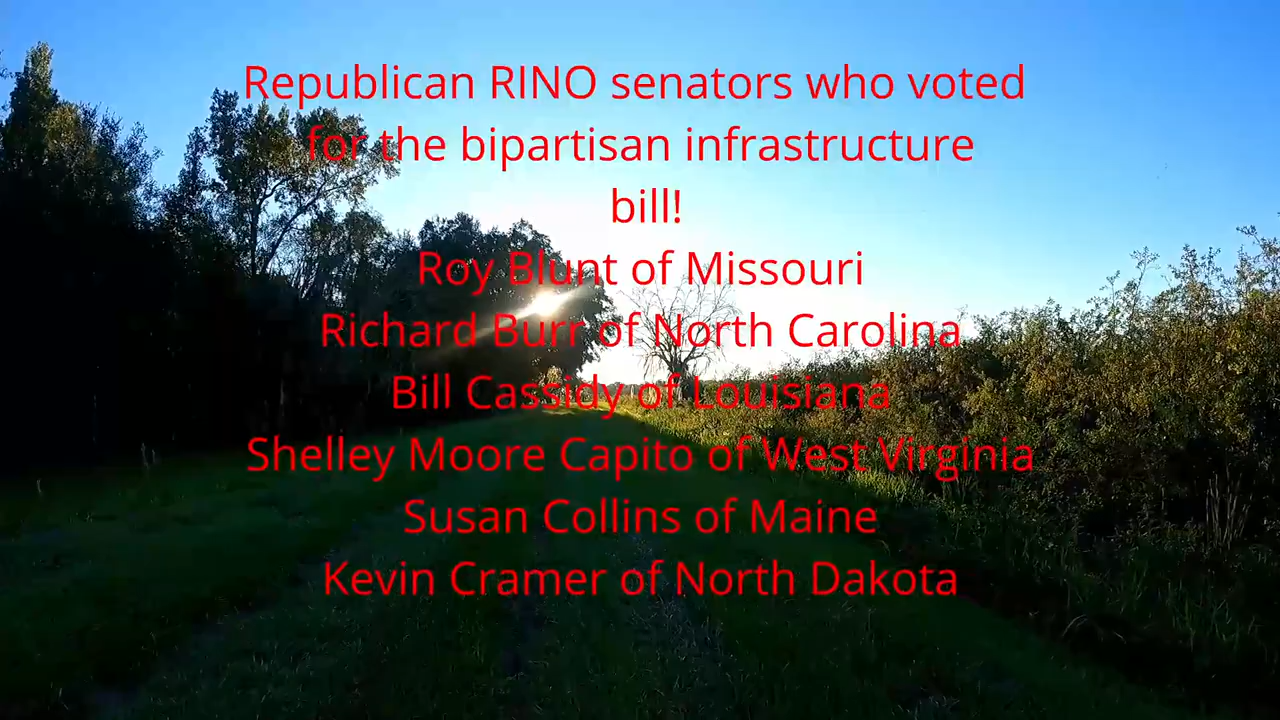 Republican RINO senators who voted
for the bipartisan infrastructure
bill!
Roy Blunt of Missouri
Richard Burr of North Carolina
Bill Cassidy of Louisiana
Shelley Moore Capito of West Virginia
Susan Collins of Maine
Kevin Cramer of North Dakota